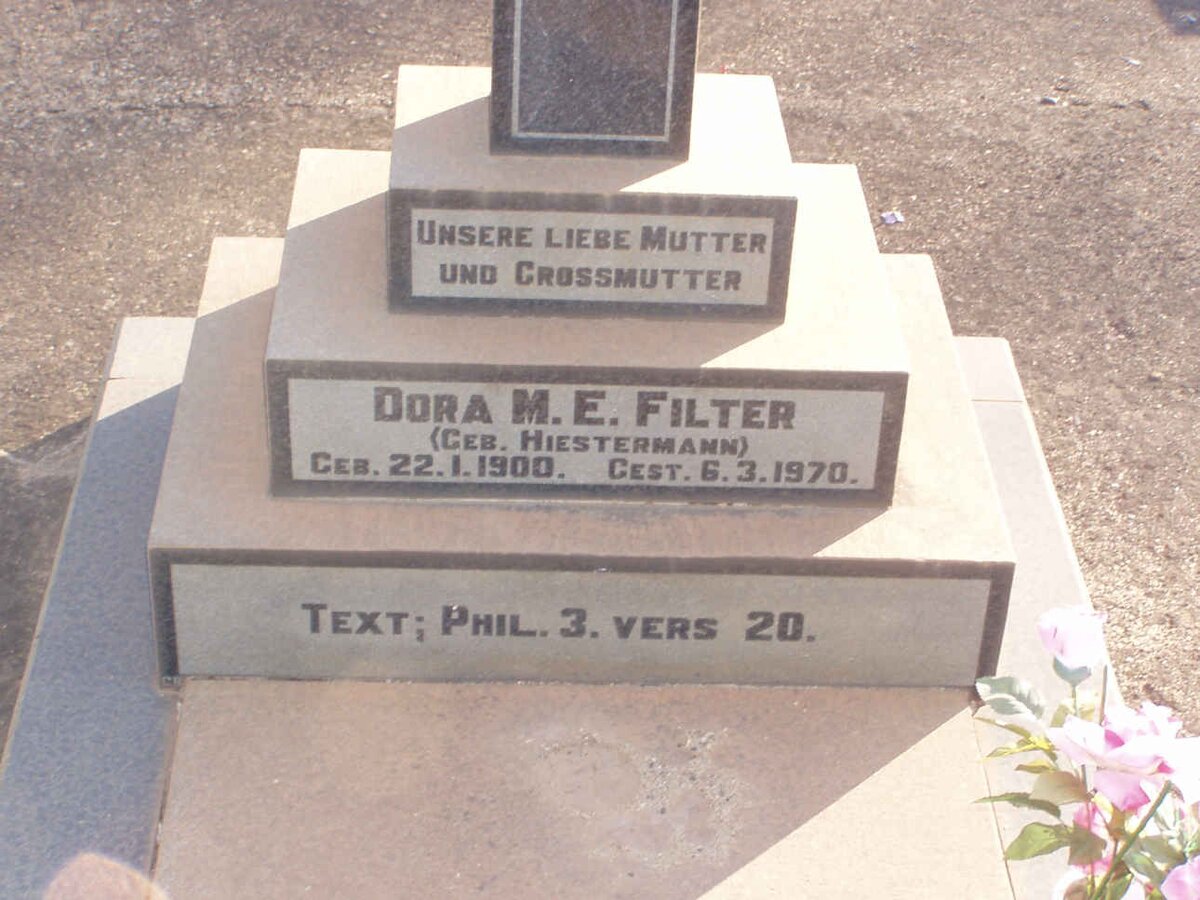 UNSERE LIEBE MUTTER
UND GROSSMUTTER
DORA M. E. FILTER
(GEB. HIESTERMANN)
GEB. 22.1.1900. GEST. 6.3.1970.
TEXT; PHIL. 3. VERS 20.